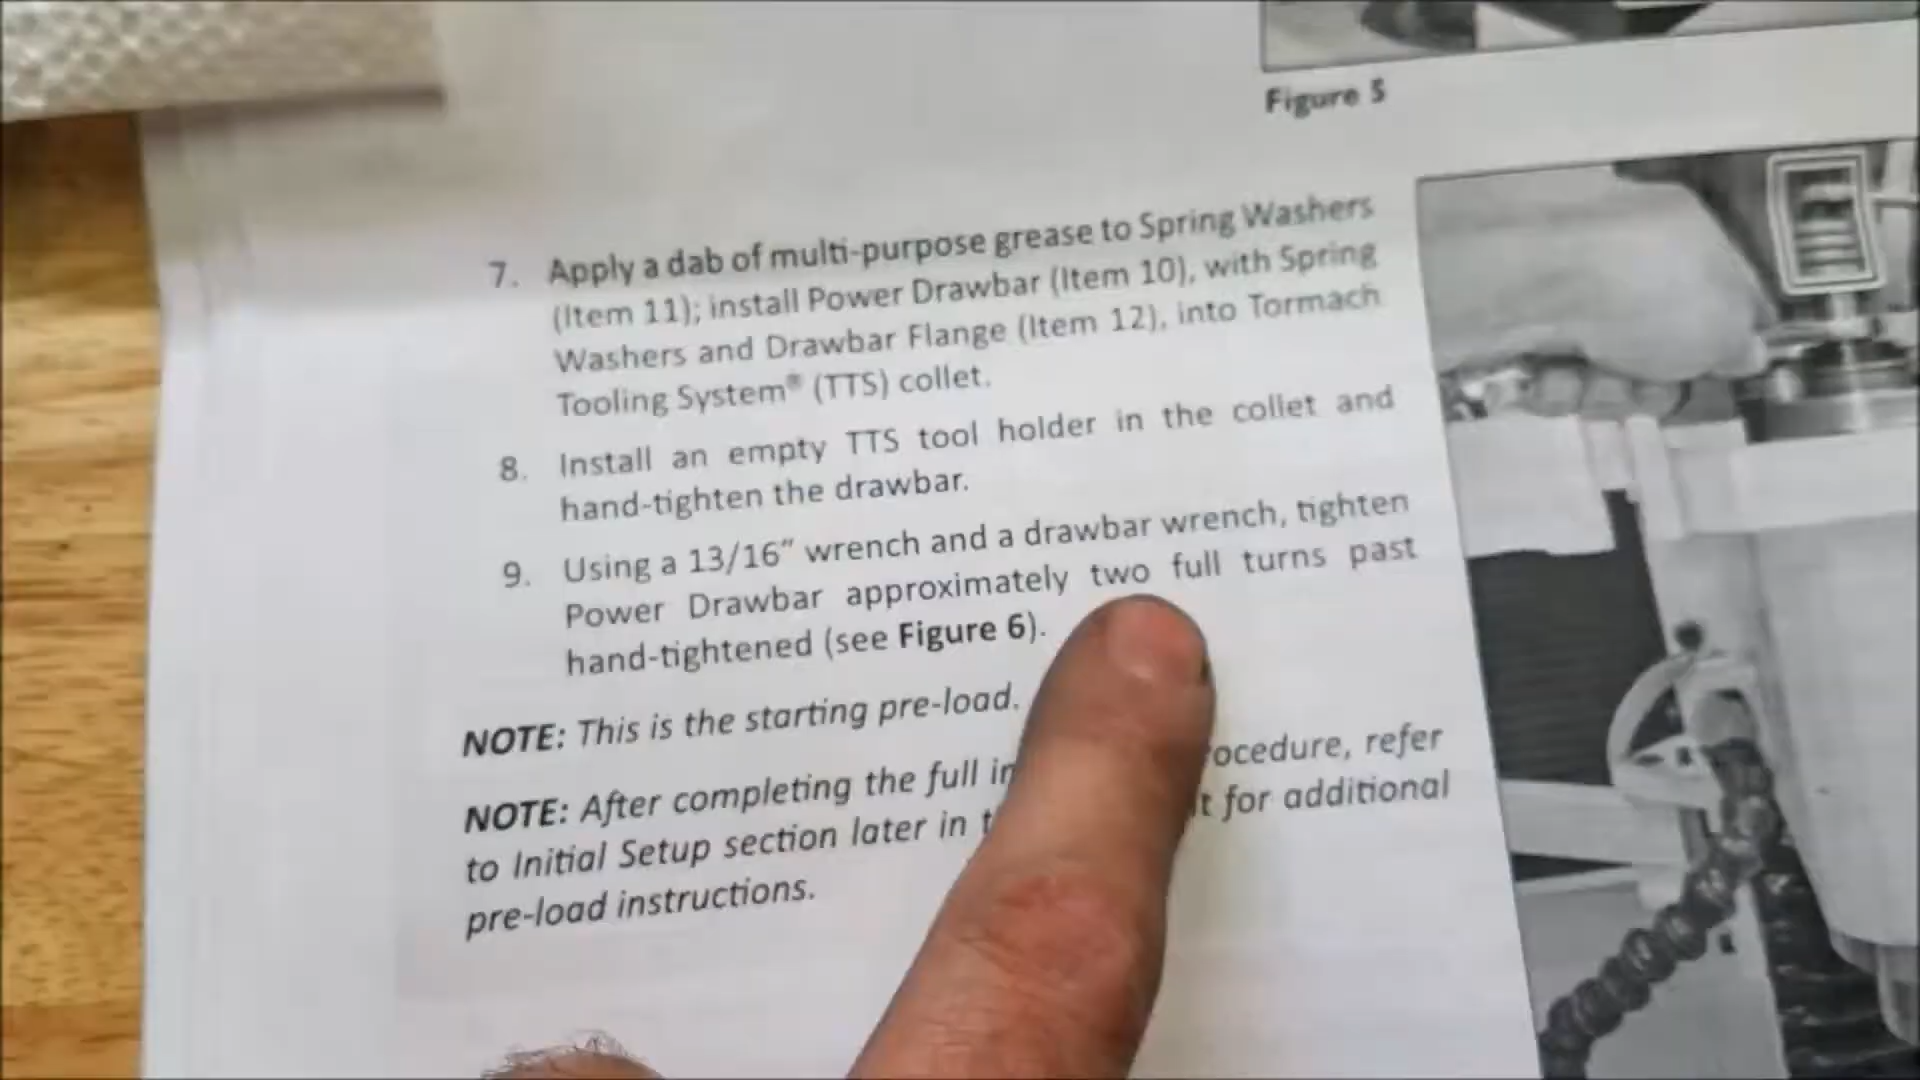 Figure 5
7. Apply a dab of multi-purpose grease to Spring Washers
(Item 11); install Power Drawbar (Item 10), with Spring
Washers and Drawbar Flange (Item 12), into Tormach
Tooling System® (TTS) collet.
8. Install an empty TTS tool holder in the collet and
hand-tighten the drawbar.
9. Using a 13/16" wrench and a drawbar wrench, tighten
Power Drawbar approximately two full turns past
hand-tightened (see Figure 6).
NOTE: This is the starting pre-load.
NOTE: After completing the full refer
to Initial Setup section later in for additional
pre-load instructions.